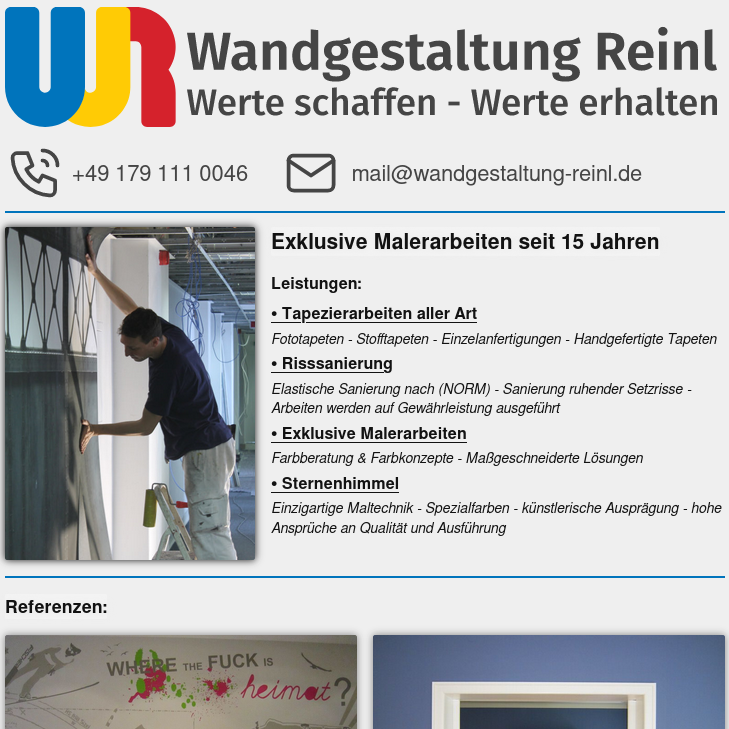 Wandgestaltung Reinl
Werte schaffen - Werte erhalten
+49 179 111 0046
mail@wandgestaltung-reinl.de
Exklusive Malerarbeiten seit 15 Jahren
Leistungen:
• Tapezierarbeiten aller Art
Fototapeten - Stofftapeten - Einzelanfertigungen - Handgefertigte Tapeten
• Risssanierung
Elastische Sanierung nach (NORM) - Sanierung ruhender Setzrisse -
Arbeiten werden auf Gewährleistung ausgeführt
• Exklusive Malerarbeiten
Farbberatung & Farbkonzepte - Maßgeschneiderte Lösungen
• Sternenhimmel
Einzigartige Maltechnik - Spezialfarben - künstlerische Ausprägung - hohe
Ansprüche an Qualität und Ausführung
Referenzen:
WHERE THE FUCK IS
heimat?